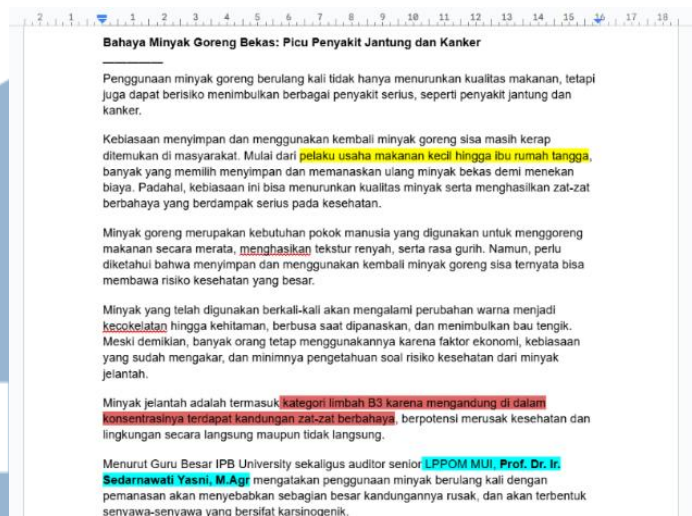 2 1 1 2 3 4 5 6 7 8 9 10 11 12 13 14 15 16 17 18
Bahaya Minyak Goreng Bekas: Picu Penyakit Jantung dan Kanker
Penggunaan minyak goreng berulang kali tidak hanya menurunkan kualitas makanan, tetapi
juga dapat berisiko menimbulkan berbagai penyakit serius, seperti penyakit jantung dan
kanker.
Kebiasaan menyimpan dan menggunakan kembali minyak goreng sisa masih kerap
ditemukan di masyarakat. Mulai dari pelaku usaha makanan kecil hingga ibu rumah tangga,
banyak yang memilih menyimpan dan memanaskan ulang minyak bekas demi menekan
biaya. Padahal, kebiasaan ini bisa menurunkan kualitas minyak serta menghasilkan zat-zat
berbahaya yang berdampak serius pada kesehatan.
Minyak goreng merupakan kebutuhan pokok manusia yang digunakan untuk menggoreng
makanan secara merata, menghasikan tekstur renyah, serta rasa gurih. Namun, perlu
diketahui bahwa menyimpan dan menggunakan kembali minyak goreng sisa ternyata bisa
membawa risiko kesehatan yang besar.
Minyak yang telah digunakan berkali-kali akan mengalami perubahan warna menjadi
kecokelatan hingga kehitaman, berbusa saat dipanaskan, dan menimbulkan bau tengik.
Meski demikian, banyak orang tetap menggunakannya karena faktor ekonomi, kebiasaan
yang sudah mengakar, dan minimnya pengetahuan soal risiko kesehatan dari minyak
jelantah.
Minyak jelantah adalah termasuk kategori limbah B3 karena mengandung di dalam
konsentrasinya terdapat kandungan zat-zat berbahaya, berpotensi merusak kesehatan dan
lingkungan secara langsung maupun tidak langsung.
Menurut Guru Besar IPB University sekaligus auditor senior LPPOM MUI, Prof. Dr. Ir.
Sedarnawati Yasni, M.Agr mengatakan penggunaan minyak berulang kali dengan
pemanasan akan menyebabkan sebagian besar kandungannya rusak, dan akan terbentuk
senyawa-senyawa yang bersifat karsinogenik.